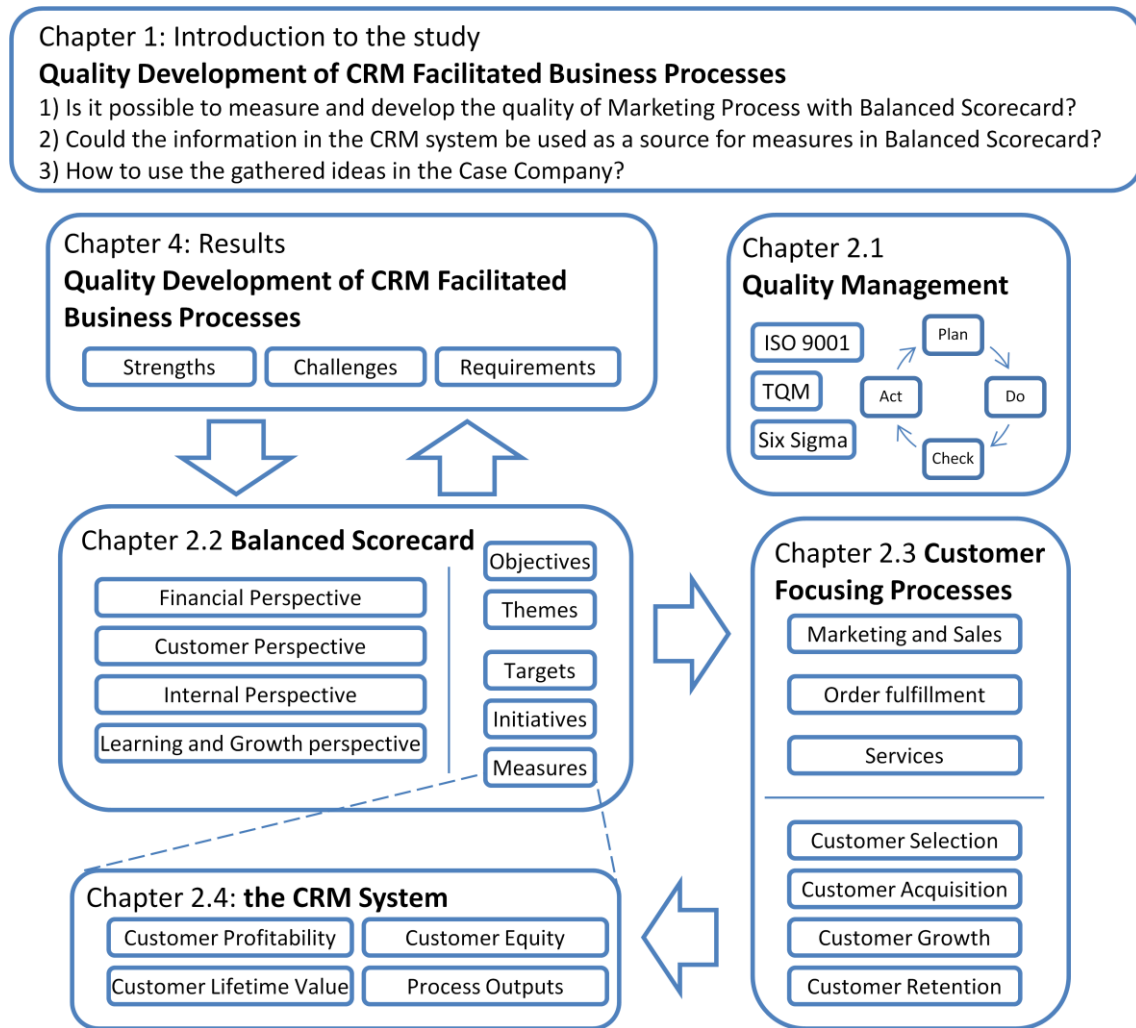 Chapter 1: Introduction to the study
Quality Development of CRM Facilitated Business Processes
1) Is it possible to measure and develop the quality of Marketing Process with Balanced Scorecard?
2) Could the information in the CRM system be used as a source for measures in Balanced Scorecard?
3) How to use the gathered ideas in the Case Company?
Chapter 4: Results
Quality Development of CRM Facilitated
Business Processes
Strengths
Challenges
Requirements
Chapter 2.1
Quality Management
ISO 9001
TQM
Six Sigma
Plan
Do
Check
Act
Chapter 2.2 Balanced Scorecard
Financial Perspective
Customer Perspective
Internal Perspective
Learning and Growth perspective
Objectives
Themes
Targets
Initiatives
Measures
Chapter 2.3 Customer
Focusing Processes
Marketing and Sales
Order fulfillment
Services
Customer Selection
Customer Acquisition
Customer Growth
Customer Retention
Chapter 2.4: the CRM System
Customer Profitability
Customer Equity
Customer Lifetime Value
Process Outputs